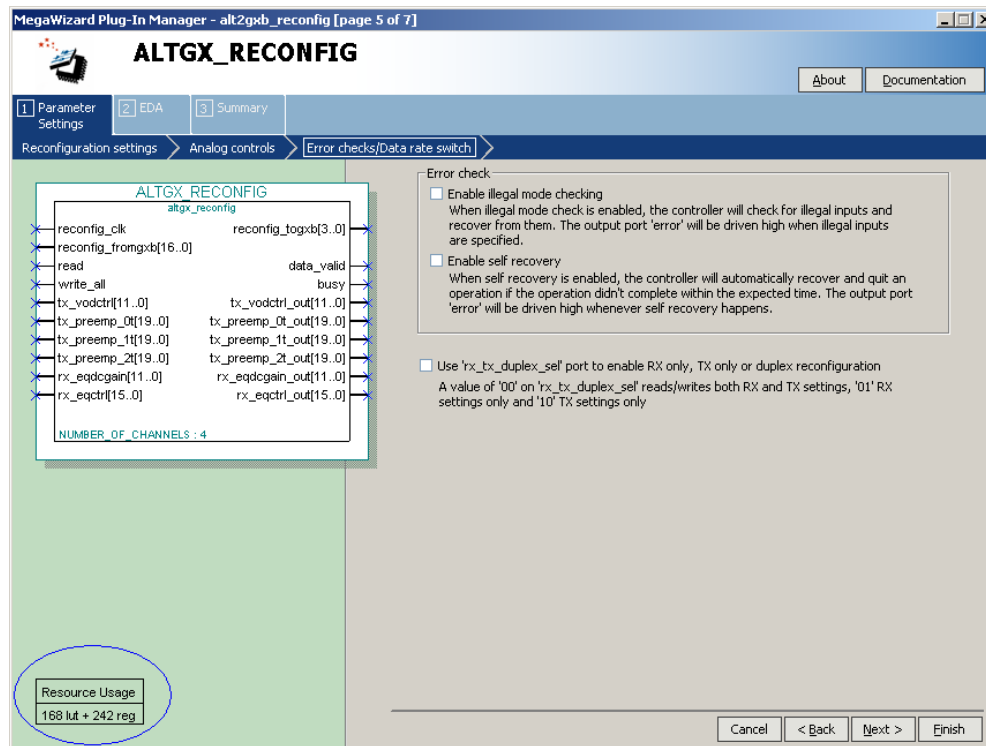 MegaWizard Plug-In Manager - alt2gxb_reconfig [page 5 of 7]
ALTGX_RECONFIG
About
Documentation
1 Parameter Settings
2 EDA
3 Summary
Reconfiguration settings
Analog controls
Error checks/Data rate switch
ALTGX_RECONFIG
altgx_reconfig
reconfig_clk reconfig_togxb[3..0]
reconfig_fromgxb[16..0]
read data_valid
write_all busy
tx_vodctrl[11..0] tx_vodctrl_out[11..0]
tx_preemp_0t[19..0] tx_preemp_0t_out[19..0]
tx_preemp_1t[19..0] tx_preemp_1t_out[19..0]
tx_preemp_2t[19..0] tx_preemp_2t_out[19..0]
rx_eqdcgain[11..0] rx_eqdcgain_out[11..0]
rx_eqctrl[15..0] rx_eqctrl_out[15..0]
NUMBER_OF_CHANNELS : 4
Error check
Enable illegal mode checking
When illegal mode check is enabled, the controller will check for illegal inputs and
recover from them. The output port 'error' will be driven high when illegal inputs
are specified.
Enable self recovery
When self recovery is enabled, the controller will automatically recover and quit an
operation if the operation didn't complete within the expected time. The output port
'error' will be driven high whenever self recovery happens.
Use 'rx_tx_duplex_sel' port to enable RX only, TX only or duplex reconfiguration
A value of '00' on 'rx_tx_duplex_sel' reads/writes both RX and TX settings, '01' RX
settings only and '10' TX settings only
Resource Usage
168 lut + 242 reg
Cancel
< Back
Next >
Finish